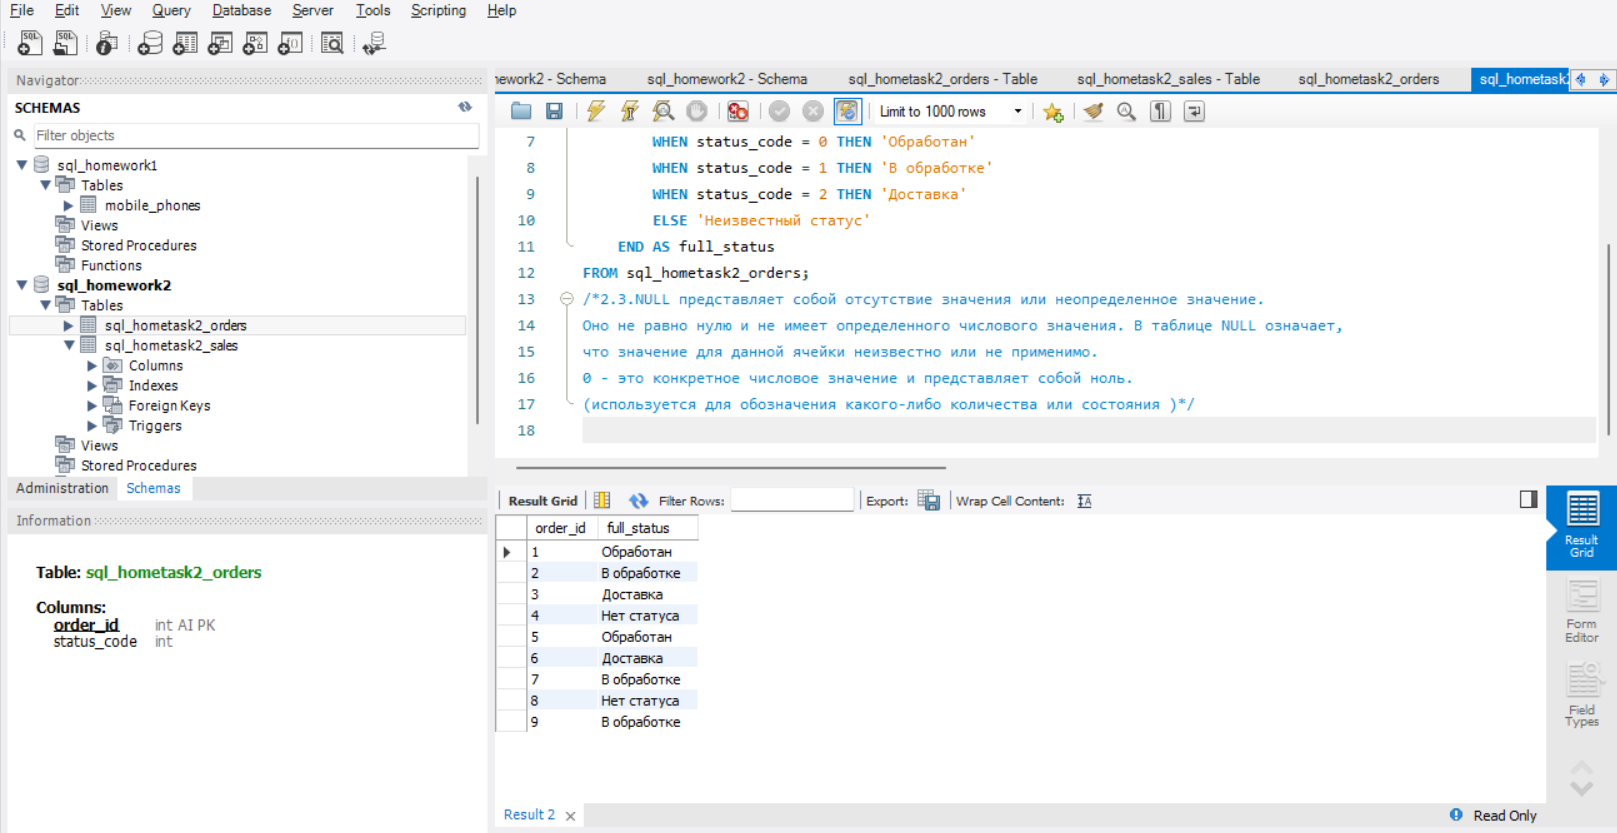 File Edit View Query Database Server Tools Scripting Help
Navigator
SCHEMAS
Filter objects
sql_homework1
Tables
mobile_phones
Views
Stored Procedures
Functions
sql_homework2
Tables
sql_hometask2_orders
sql_hometask2_sales
Columns
Indexes
Foreign Keys
Triggers
Views
Stored Procedures
Administration Schemas
Information
Table: sql_hometask2_orders
Columns:
order_id int AI PK
status_code int
nework2 - Schema sql_homework2 - Schema sql_hometask2_orders - Table sql_hometask2_sales - Table sql_hometask2_orders sql_hometask
Limit to 1000 rows
7 WHEN status_code = 0 THEN 'Обработан'
8 WHEN status_code = 1 THEN 'В обработке'
9 WHEN status_code = 2 THEN 'Доставка'
10 ELSE 'Неизвестный статус'
11 END AS full_status
12 FROM sql_hometask2_orders;
13 /*2.3.NULL представляет собой отсутствие значения или неопределенное значение.
14 Оно не равно нулю и не имеет определенного числового значения. В таблице NULL означает,
15 что значение для данной ячейки неизвестно или не применимо.
16 0 - это конкретное числовое значение и представляет собой ноль.
17 (используется для обозначения какого-либо количества или состояния )*/
18
Result Grid Filter Rows: Export: Wrap Cell Content:
order_id full_status
1 Обработан
2 В обработке
3 Доставка
4 Нет статуса
5 Обработан
6 Доставка
7 В обработке
8 Нет статуса
9 В обработке
Result
Grid
Form
Editor
Field
Types
Result 2
Read Only